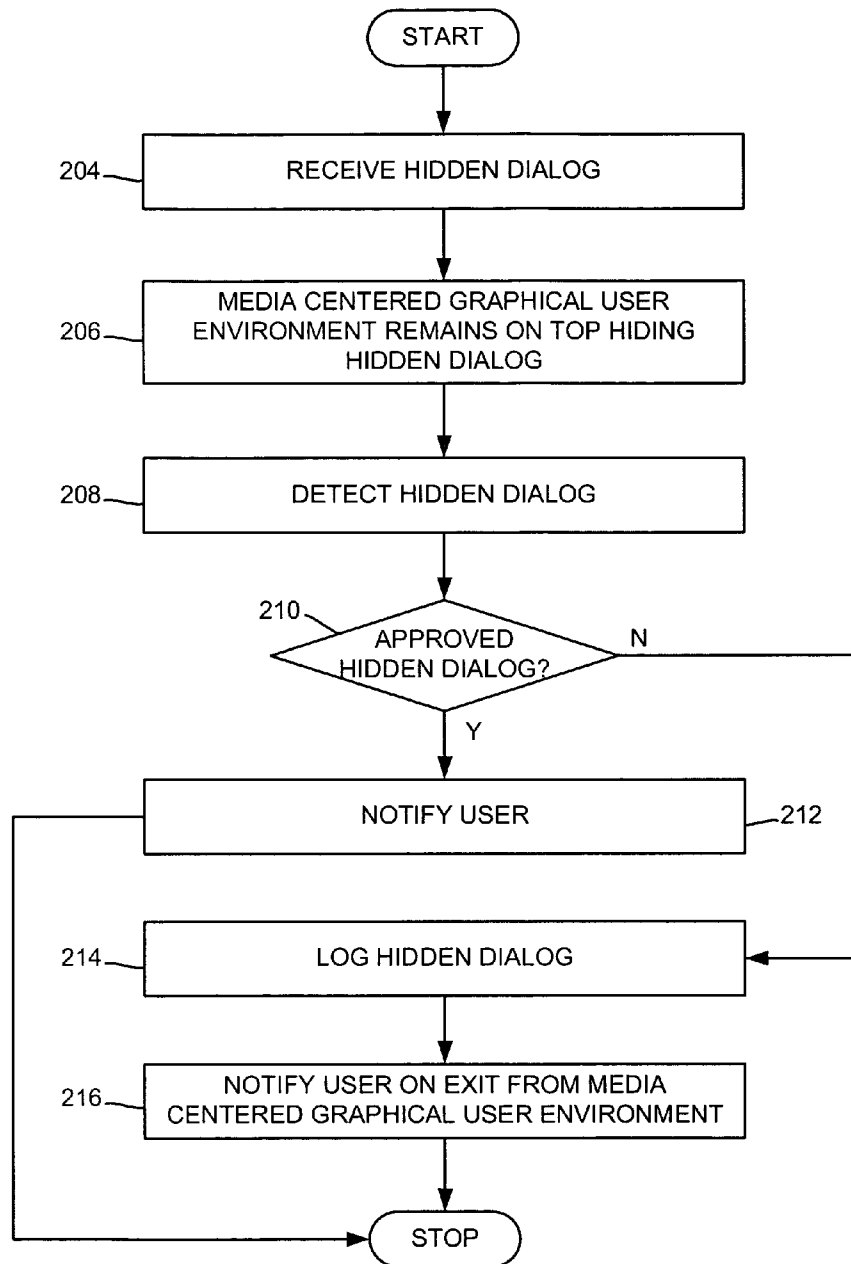 START
204
RECEIVE HIDDEN DIALOG
206
MEDIA CENTERED GRAPHICAL USER
ENVIRONMENT REMAINS ON TOP HIDING
HIDDEN DIALOG
208
DETECT HIDDEN DIALOG
210
APPROVED
HIDDEN DIALOG?
N
Y
NOTIFY USER
212
214
LOG HIDDEN DIALOG
216
NOTIFY USER ON EXIT FROM MEDIA
CENTERED GRAPHICAL USER ENVIRONMENT
STOP